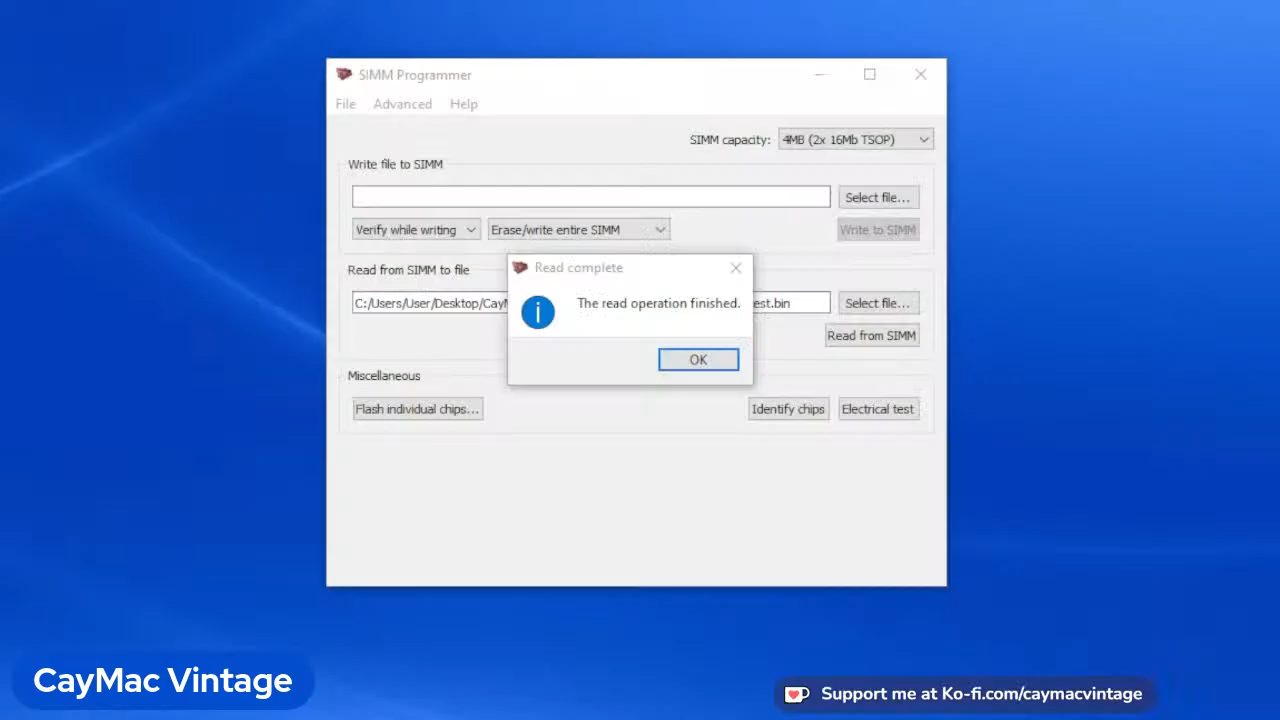 SIMM Programmer
File Advanced Help
SIMM capacity: 4MB (2x 16Mb TSOP)
Write file to SIMM
Select file...
Verify while writing Erase/write entire SIMM Write to SIMM
Read from SIMM to file
Read complete
C:/Users/User/Desktop/CayM est.bin Select file...
The read operation finished.
Read from SIMM
OK
Miscellaneous
Flash individual chips... Identify chips Electrical test
CayMac Vintage
Support me at Ko-fi.com/caymacvintage